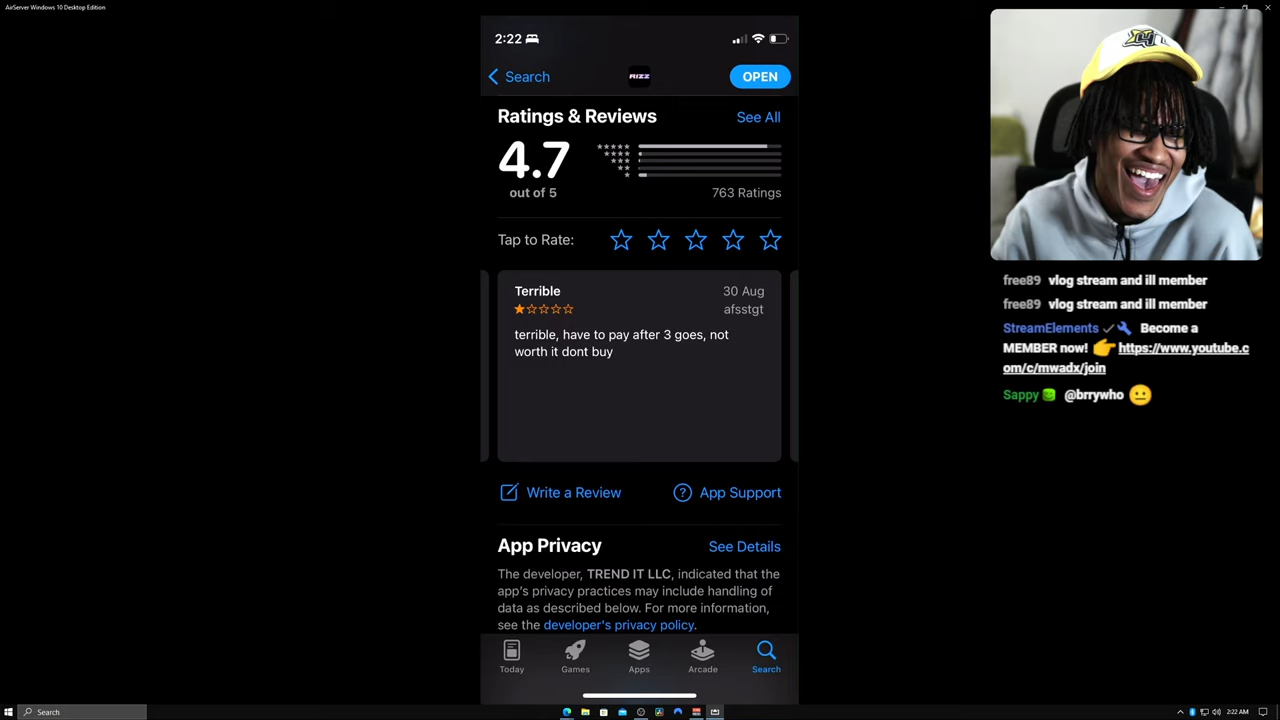 AirServer Windows 10 Desktop Edition
2:22
Search
RIZZ
OPEN
Ratings & Reviews
See All
4.7
out of 5
763 Ratings
Tap to Rate:
Terrible
30 Aug
afsstgt
terrible, have to pay after 3 goes, not
worth it dont buy
Write a Review
App Support
App Privacy
See Details
The developer, TREND IT LLC, indicated that the
app's privacy practices may include handling of
data as described below. For more information,
see the developer's privacy policy.
Today
Games
Apps
Arcade
Search
free89 vlog stream and ill member
free89 vlog stream and ill member
StreamElements Become a
MEMBER now! 👉 https://www.youtube.c
om/c/mwadx/join
Sappy @brrywho 😐
Search
2:22 AM